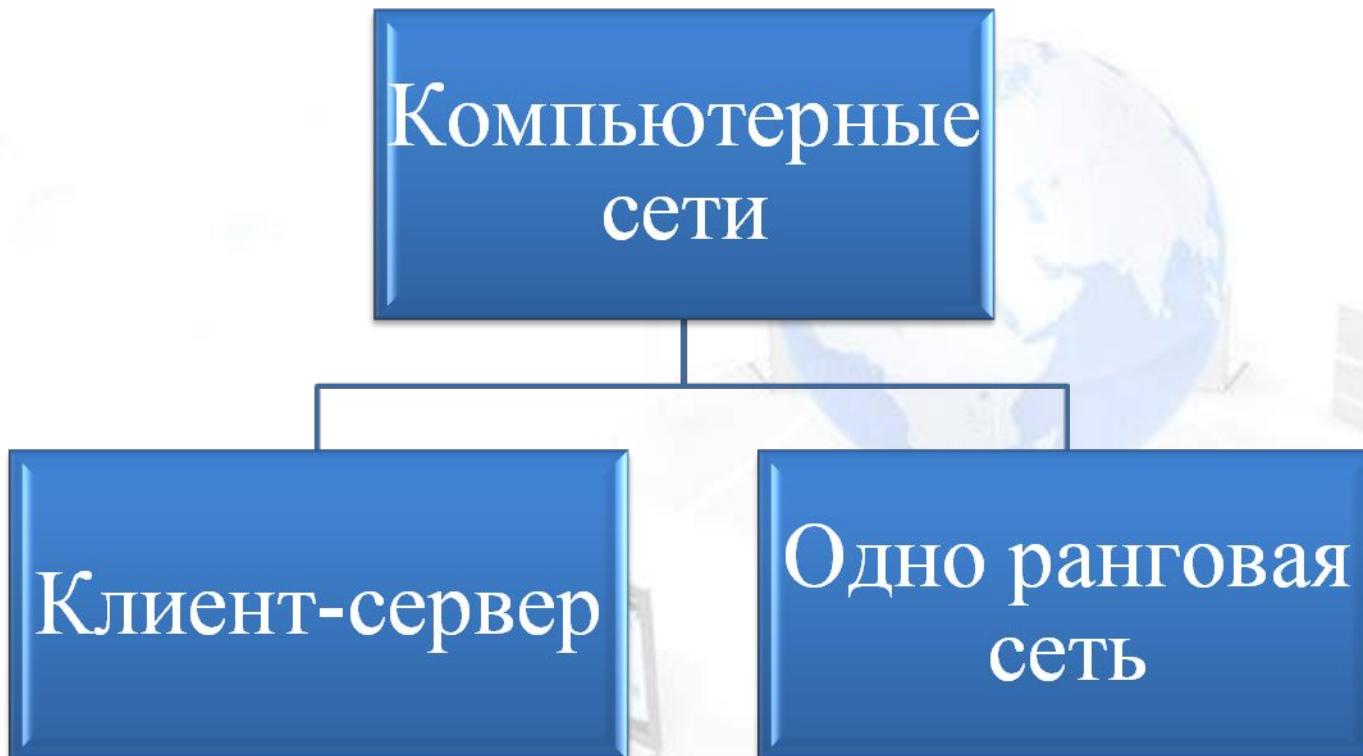 Компьютерные
сети
Клиент-сервер
Одно ранговая
сеть